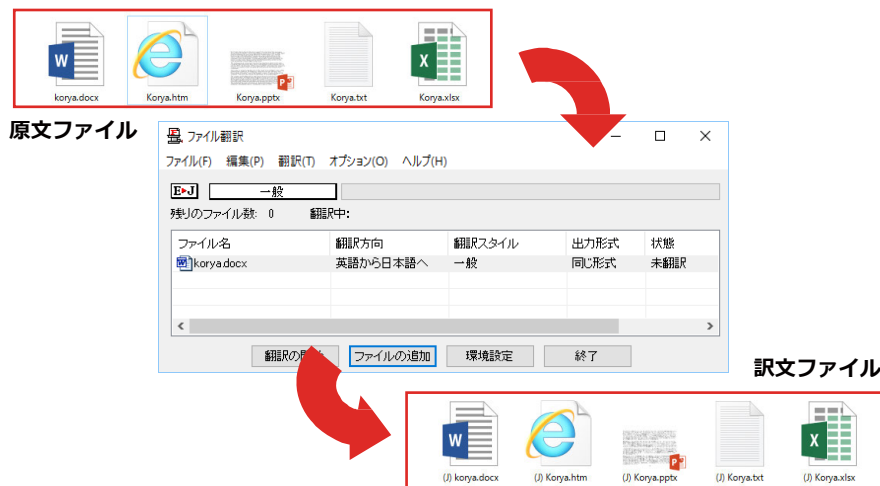 korya.docx Korya.htm Korya.pptx Korya.txt Korya.xlsx
原文ファイル
ファイル翻訳
ファイル(F) 編集(P) 翻訳(T) オプション(O) ヘルプ(H)
E▸J 一般
残りのファイル数: 0 翻訳中:
ファイル名 翻訳方向 翻訳スタイル 出力形式 状態
korya.docx 英語から日本語へ 一般 同じ形式 未翻訳
翻訳の ファイルの追加 環境設定 終了
訳文ファイル
(J) korya.docx (J) Korya.htm (J) Korya.pptx (J) Korya.txt (J) Korya.xlsx